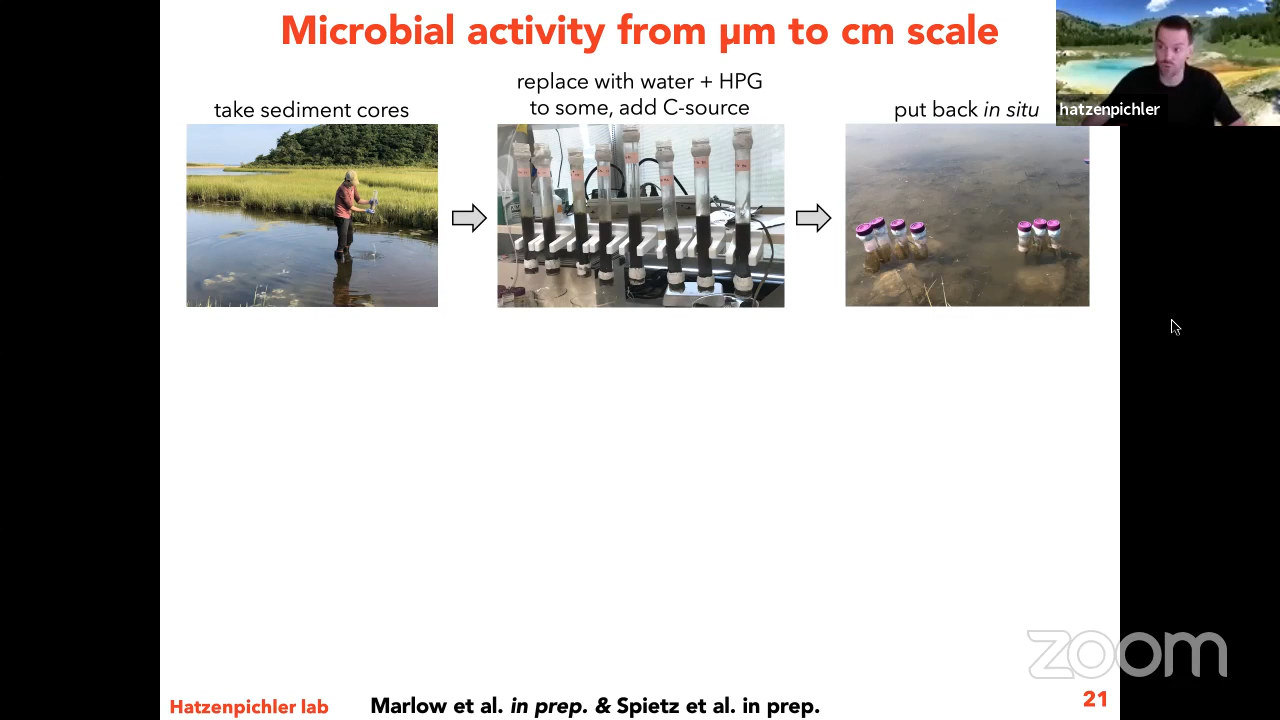 Microbial activity from µm to cm scale
take sediment cores
replace with water + HPG
to some, add C-source
put back in situ
hatzenpichler
zoom
Hatzenpichler lab
Marlow et al. in prep. & Spietz et al. in prep.
21